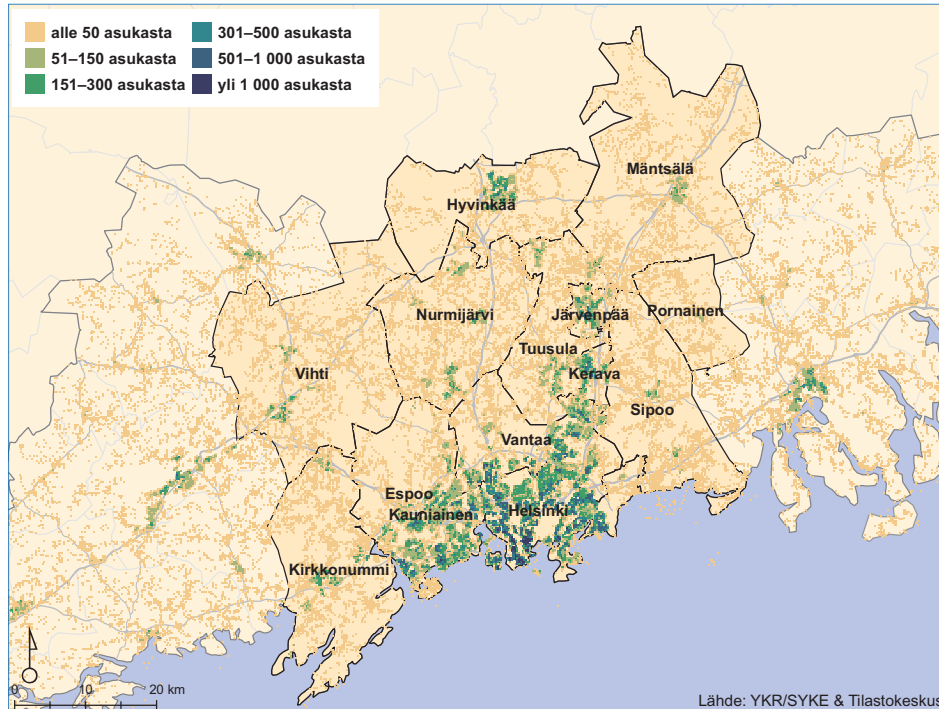 alle 50 asukasta
51–150 asukasta
151–300 asukasta
301–500 asukasta
501–1 000 asukasta
yli 1 000 asukasta
Mäntsälä
Hyvinkää
Nurmijärvi
Järvenpää
Pornainen
Tuusula
Vihti
Kerava
Sipoo
Vantaa
Espoo
Kauniainen
Helsinki
Kirkkonummi
0 10 20 km
Lähde: YKR/SYKE & Tilastokeskus